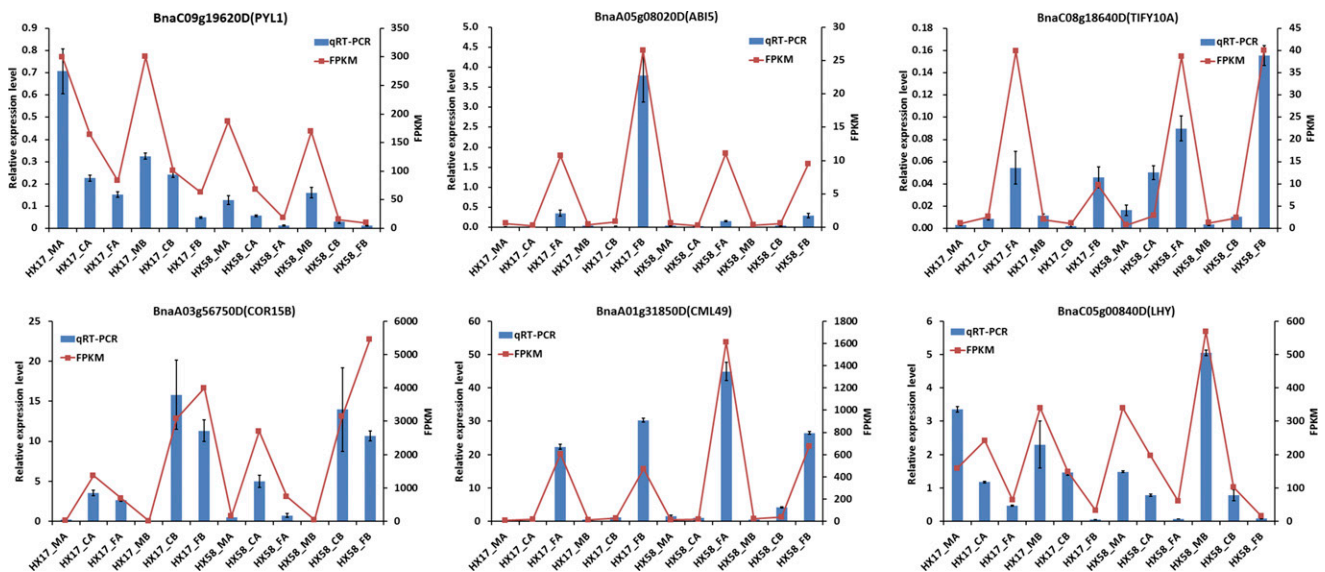 BnaC09g19620D(PYL1)
Relative expression level
0.9
0.8
0.7
0.6
0.5
0.4
0.3
0.2
0.1
0
qRT-PCR
FPKM
350
300
250
200
150
100
50
0
FPKM
HX17_MA
HX17_CA
HX17_FA
HX17_MB
HX17_CB
HX17_FB
HX58_MA
HX58_CA
HX58_FA
HX58_MB
HX58_CB
HX58_FB
BnaA05g08020D(ABI5)
Relative expression level
5.0
4.5
4.0
3.5
3.0
2.5
2.0
1.5
1.0
0.5
0.0
qRT-PCR
FPKM
30
25
20
15
10
5
0
FPKM
HX17_MA
HX17_CA
HX17_FA
HX17_MB
HX17_CB
HX17_FB
HX58_MA
HX58_CA
HX58_FA
HX58_MB
HX58_CB
HX58_FB
BnaC08g18640D(TIFY10A)
Relative expression level
0.18
0.16
0.14
0.12
0.10
0.08
0.06
0.04
0.02
0.00
qRT-PCR
FPKM
45
40
35
30
25
20
15
10
5
0
FPKM
HX17_MA
HX17_CA
HX17_FA
HX17_MB
HX17_CB
HX17_FB
HX58_MA
HX58_CA
HX58_FA
HX58_MB
HX58_CB
HX58_FB
BnaA03g56750D(COR15B)
Relative expression level
25
20
15
10
5
0
qRT-PCR
FPKM
6000
5000
4000
3000
2000
1000
0
FPKM
HX17_MA
HX17_CA
HX17_FA
HX17_MB
HX17_CB
HX17_FB
HX58_MA
HX58_CA
HX58_FA
HX58_MB
HX58_CB
HX58_FB
BnaA01g31850D(CML49)
Relative expression level
60
50
40
30
20
10
0
qRT-PCR
FPKM
1800
1600
1400
1200
1000
800
600
400
200
0
FPKM
HX17_MA
HX17_CA
HX17_FA
HX17_MB
HX17_CB
HX17_FB
HX58_MA
HX58_CA
HX58_FA
HX58_MB
HX58_CB
HX58_FB
BnaC05g00840D(LHY)
Relative expression level
6
5
4
3
2
1
0
qRT-PCR
FPKM
600
500
400
300
200
100
0
FPKM
HX17_MA
HX17_CA
HX17_FA
HX17_MB
HX17_CB
HX17_FB
HX58_MA
HX58_CA
HX58_FA
HX58_MB
HX58_CB
HX58_FB